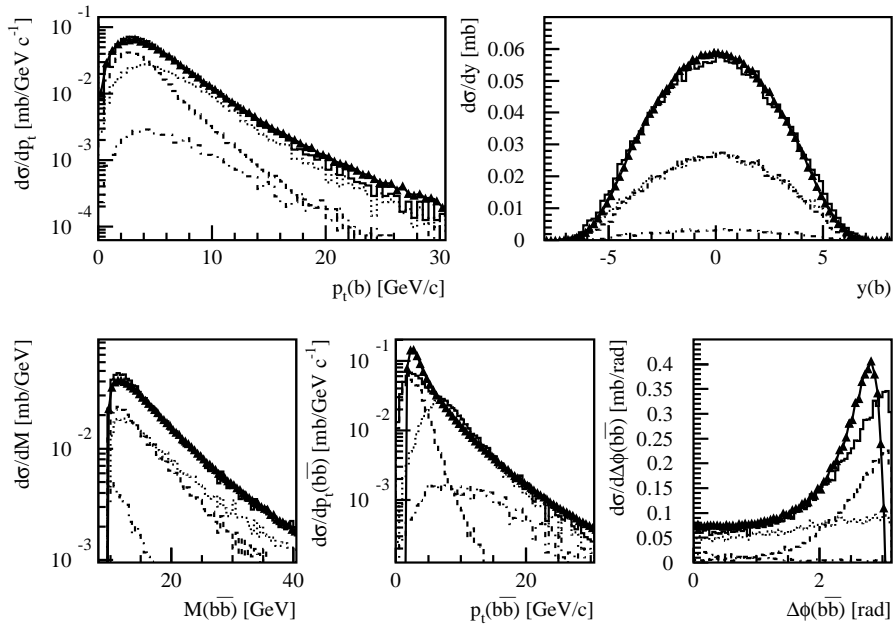 dσ/dp_t [mb/GeV c^-1]
10^-1
10^-2
10^-3
10^-4
0 10 20 30
p_t(b) [GeV/c]
dσ/dy [mb]
0.06
0.05
0.04
0.03
0.02
0.01
0
-5 0 5
y(b)
dσ/dM [mb/GeV]
10^-2
10^-3
20 40
M(bb̅) [GeV]
dσ/dp_t(bb̅) [mb/GeV c^-1]
10^-1
10^-2
10^-3
0 20
p_t(bb̅) [GeV/c]
dσ/dΔϕ(bb̅) [mb/rad]
0.4
0.35
0.3
0.25
0.2
0.15
0.1
0.05
0
0 2
Δϕ(bb̅) [rad]